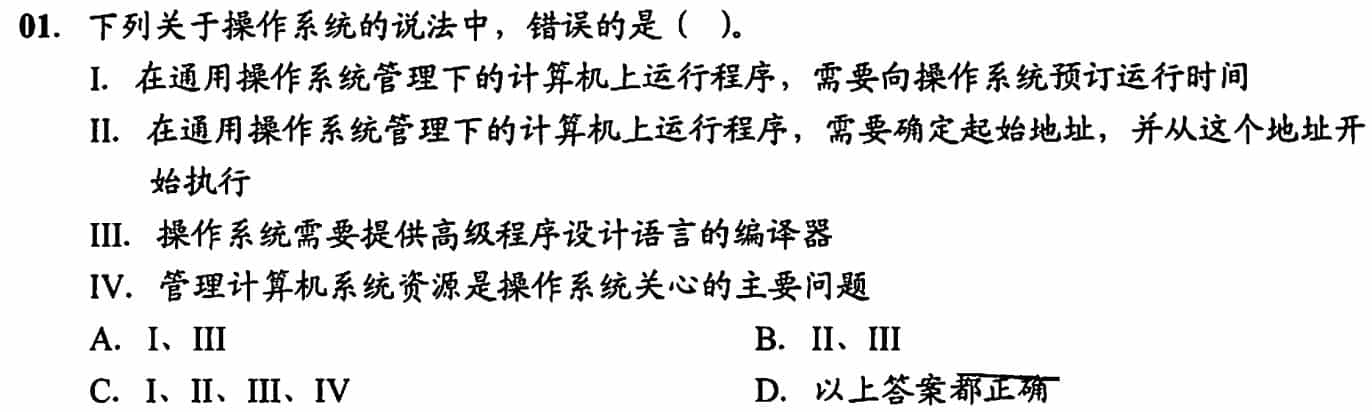 01. 下列关于操作系统的说法中，错误的是（ ）。
I. 在通用操作系统管理下的计算机上运行程序，需要向操作系统预订运行时间
II. 在通用操作系统管理下的计算机上运行程序，需要确定起始地址，并从这个地址开
始执行
III. 操作系统需要提供高级程序设计语言的编译器
IV. 管理计算机系统资源是操作系统关心的主要问题
A. I、III B. II、III
C. I、II、III、IV D. 以上答案都正确